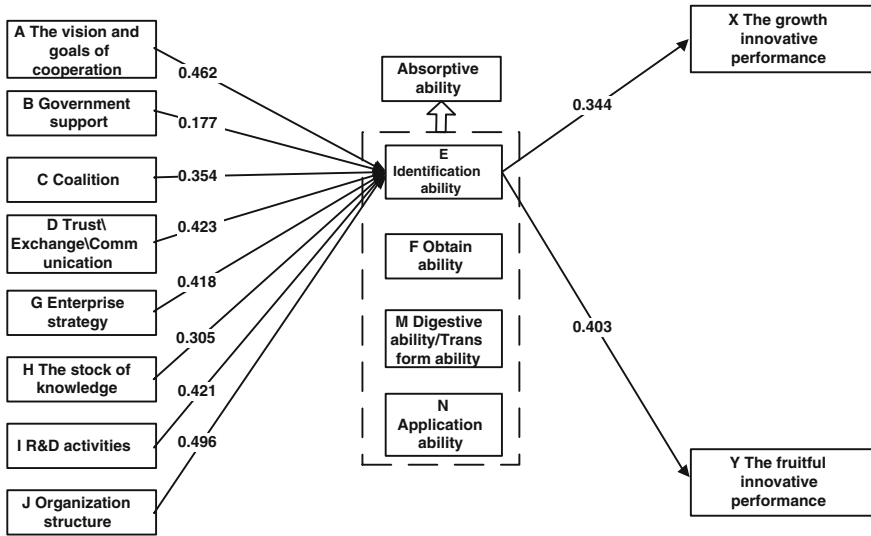 A The vision and
goals of
cooperation
0.462
B Government
support
0.177
C Coalition
0.354
D Trust\
Exchange\Comm
unication
0.423
G Enterprise
strategy
0.418
H The stock of
knowledge
0.305
I R&D activities
0.421
J Organization
structure
0.496
Absorptive
ability
E
Identification
ability
F Obtain
ability
M Digestive
ability/Trans
form ability
N
Application
ability
0.344
0.403
X The growth
innovative
performance
Y The fruitful
innovative
performance